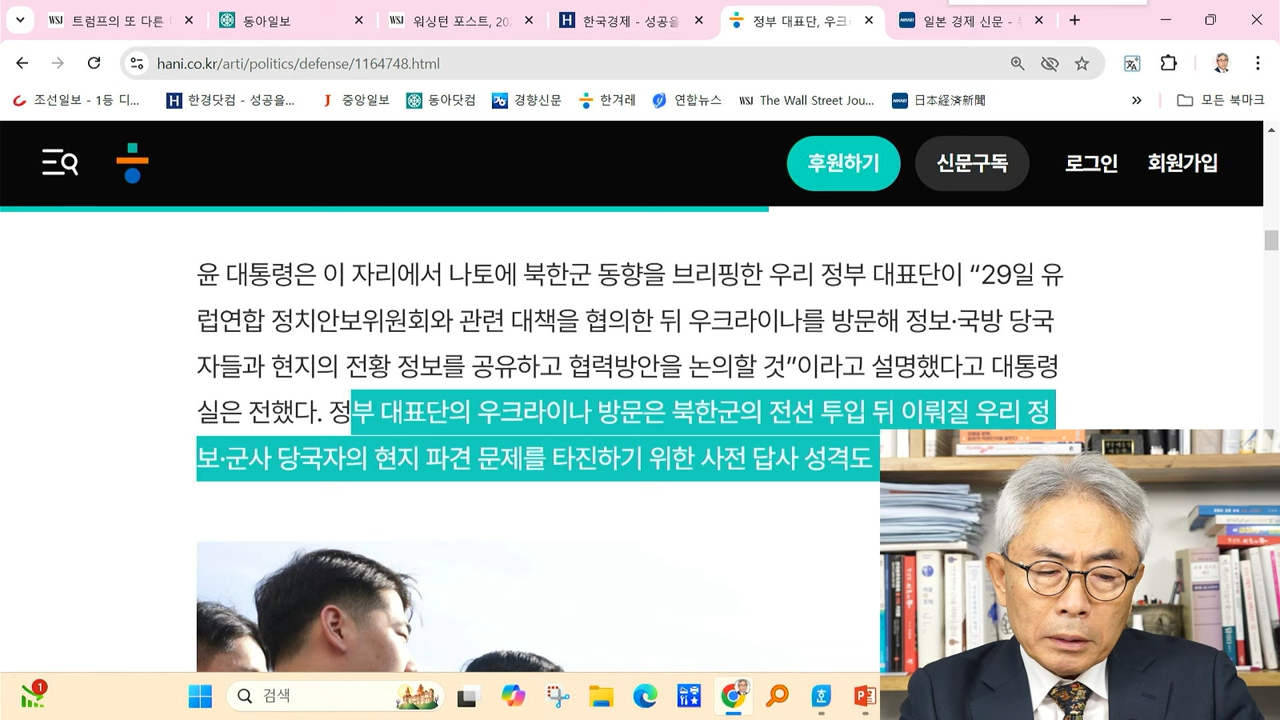 WSJ 트럼프의 또 다른
동아일보
WSJ 워싱턴 포스트, 20
H 한국경제 - 성공을
정부 대표단, 우크
NIKKEI 일본 경제 신문 -
hani.co.kr/arti/politics/defense/1164748.html
조선일보 - 1등 디...
H 한경닷컴 - 성공을...
J 중앙일보
동아닷컴
경향신문
한겨레
연합뉴스
WSJ The Wall Street Jou...
NIKKEI 日本経済新聞
모든 북마크
후원하기
신문구독
로그인
회원가입
윤 대통령은 이 자리에서 나토에 북한군 동향을 브리핑한 우리 정부 대표단이 “29일 유
럽연합 정치안보위원회와 관련 대책을 협의한 뒤 우크라이나를 방문해 정보·국방 당국
자들과 현지의 전황 정보를 공유하고 협력방안을 논의할 것”이라고 설명했다고 대통령
실은 전했다. 정부 대표단의 우크라이나 방문은 북한군의 전선 투입 뒤 이뤄질 우리 정
보·군사 당국자의 현지 파견 문제를 타진하기 위한 사전 답사 성격도
1
검색